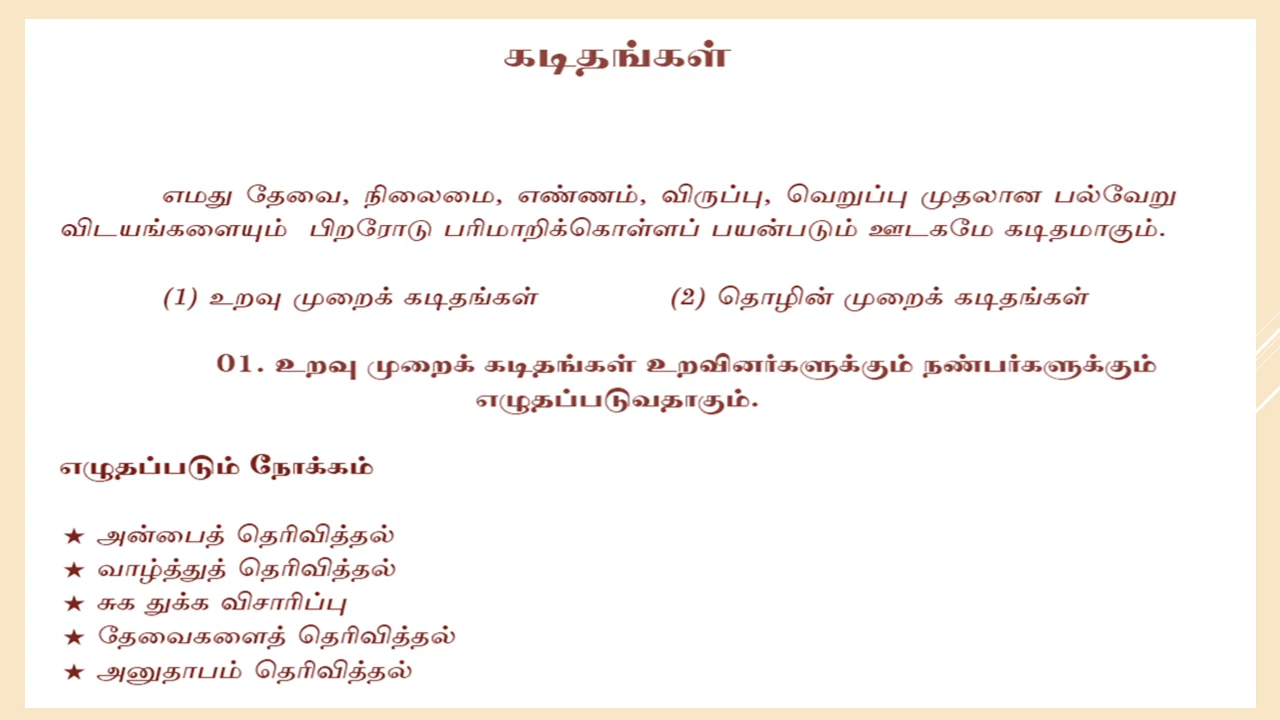 கடிதங்கள்
எமது தேவை, நிலைமை, எண்ணம், விருப்பு, வெறுப்பு முதலான பல்வேறு
விடயங்களையும் பிறரோடு பரிமாறிக்கொள்ளப் பயன்படும் ஊடகமே கடிதமாகும்.
(1) உறவு முறைக் கடிதங்கள் (2) தொழின் முறைக் கடிதங்கள்
01. உறவு முறைக் கடிதங்கள் உறவினர்களுக்கும் நண்பர்களுக்கும்
எழுதப்படுவதாகும்.
எழுதப்படும் நோக்கம்
★ அன்பைத் தெரிவித்தல்
★ வாழ்த்துத் தெரிவித்தல்
★ சுக துக்க விசாரிப்பு
★ தேவைகளைத் தெரிவித்தல்
★ அனுதாபம் தெரிவித்தல்